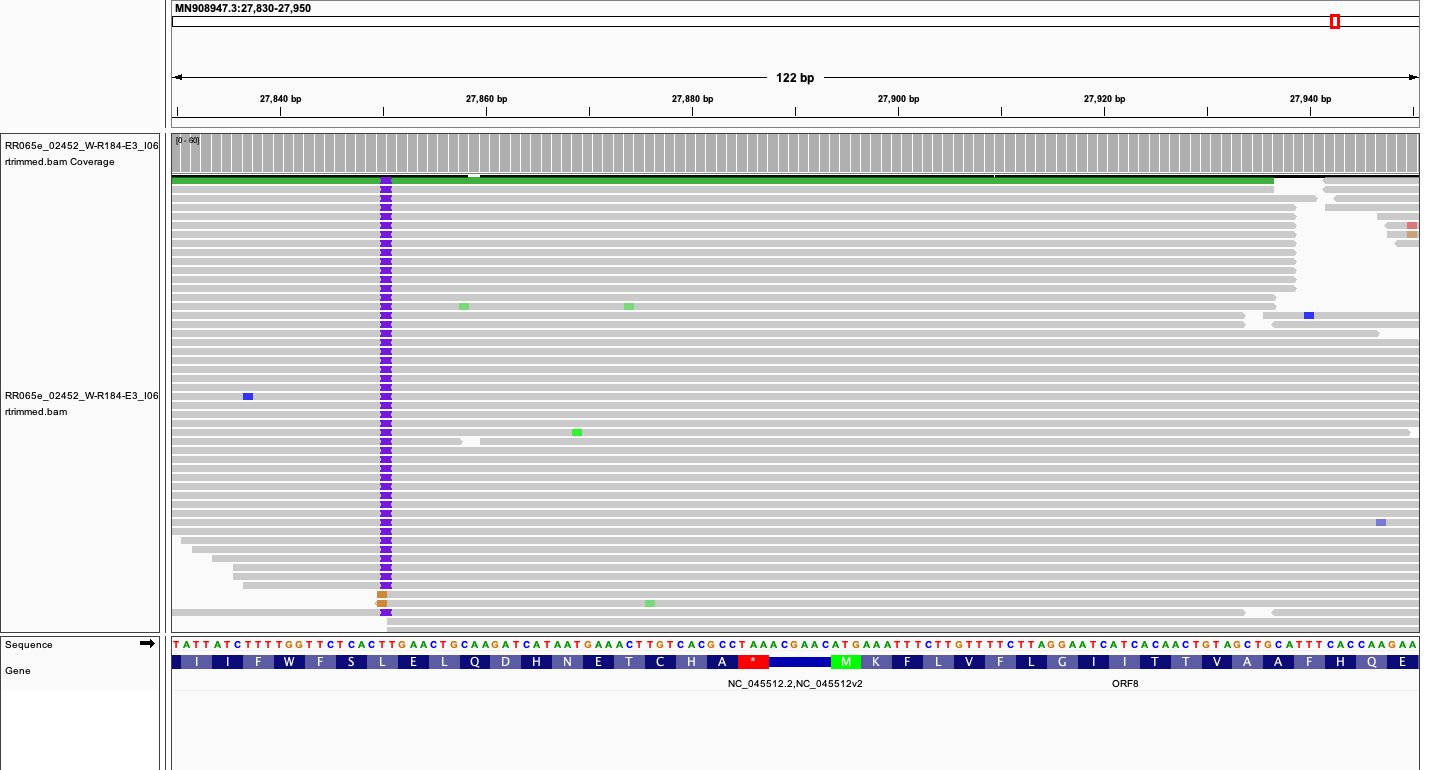 MN908947.3:27,830-27,950
122 bp
27,840 bp 27,860 bp 27,880 bp 27,900 bp 27,920 bp 27,940 bp
RR065e_02452_W-R184-E3_I06
rtrimmed.bam Coverage
[0 - 60]
RR065e_02452_W-R184-E3_I06
rtrimmed.bam
Sequence
TATTATCTTTTGGTTCTCACTTGAACTGCAAGATCATAATGAAACTTGTCACGCCTAAACGAACATGAAATTTCTTGTTTTCTTAGGAATCATCACAACTGTAGCTGCATTTCACCAAGAA
Gene
I I F W F S L E L Q D H N E T C H A * M K F L V F L G I I T T V A A F H Q E
NC_045512.2,NC_045512v2 ORF8